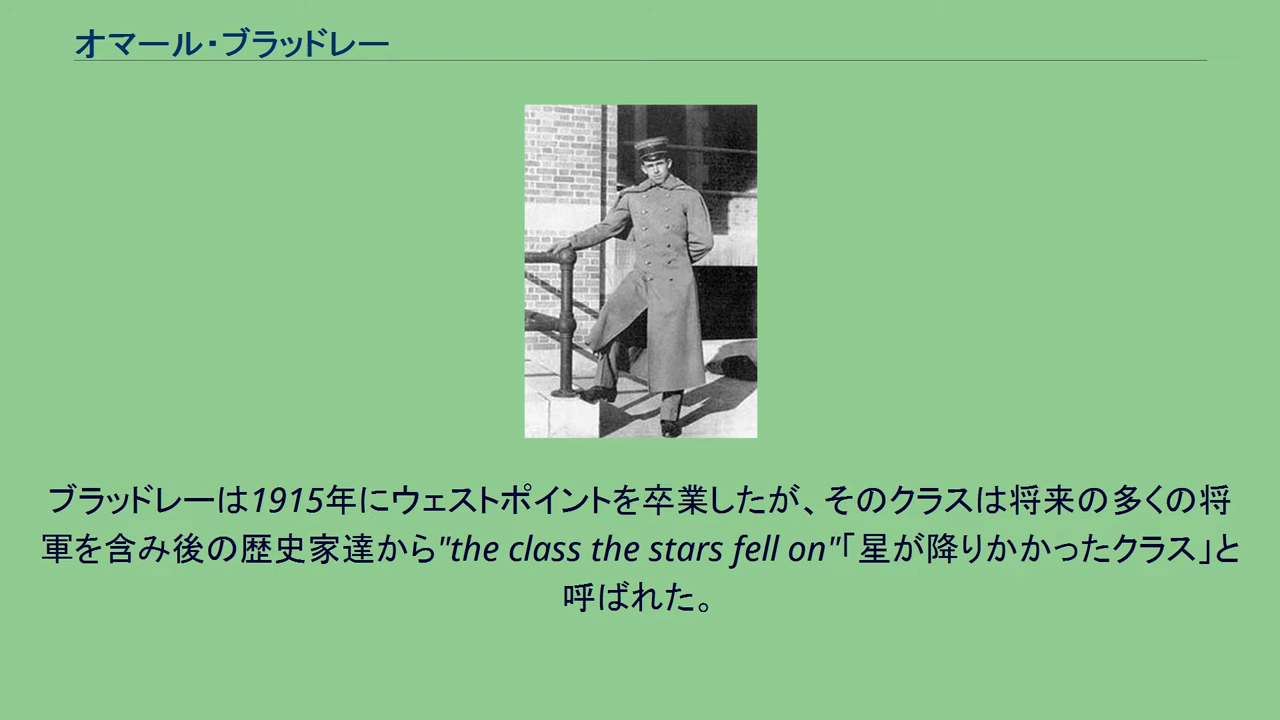 オマール・ブラッドレー
ブラッドレーは1915年にウェストポイントを卒業したが、そのクラスは将来の多くの将
軍を含み後の歴史家達から"the class the stars fell on"「星が降りかかったクラス」と
呼ばれた。